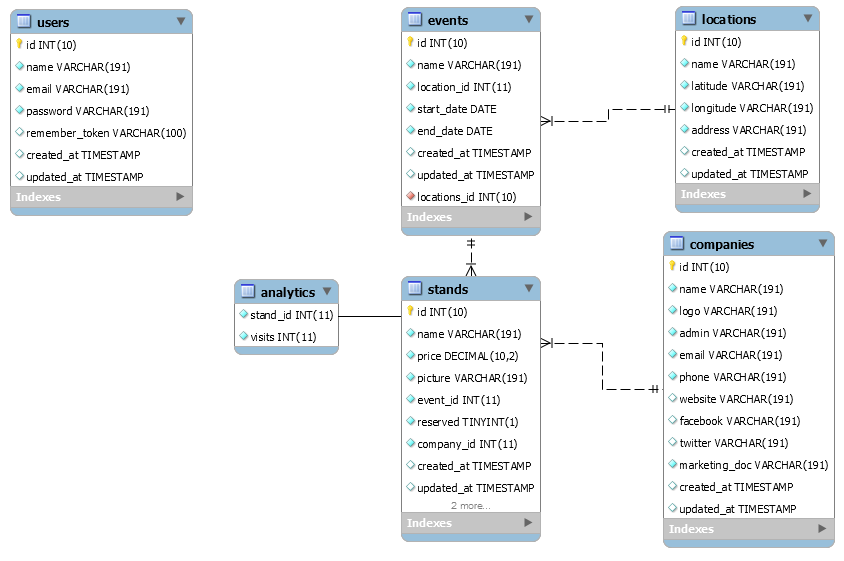 users
id INT(10)
name VARCHAR(191)
email VARCHAR(191)
password VARCHAR(191)
remember_token VARCHAR(100)
created_at TIMESTAMP
updated_at TIMESTAMP
Indexes
events
id INT(10)
name VARCHAR(191)
location_id INT(11)
start_date DATE
end_date DATE
created_at TIMESTAMP
updated_at TIMESTAMP
locations_id INT(10)
Indexes
locations
id INT(10)
name VARCHAR(191)
latitude VARCHAR(191)
longitude VARCHAR(191)
address VARCHAR(191)
created_at TIMESTAMP
updated_at TIMESTAMP
Indexes
analytics
stand_id INT(11)
visits INT(11)
stands
id INT(10)
name VARCHAR(191)
price DECIMAL(10,2)
picture VARCHAR(191)
event_id INT(11)
reserved TINYINT(1)
company_id INT(11)
created_at TIMESTAMP
updated_at TIMESTAMP
2 more...
Indexes
companies
id INT(10)
name VARCHAR(191)
logo VARCHAR(191)
admin VARCHAR(191)
email VARCHAR(191)
phone VARCHAR(191)
website VARCHAR(191)
facebook VARCHAR(191)
twitter VARCHAR(191)
marketing_doc VARCHAR(191)
created_at TIMESTAMP
updated_at TIMESTAMP
Indexes